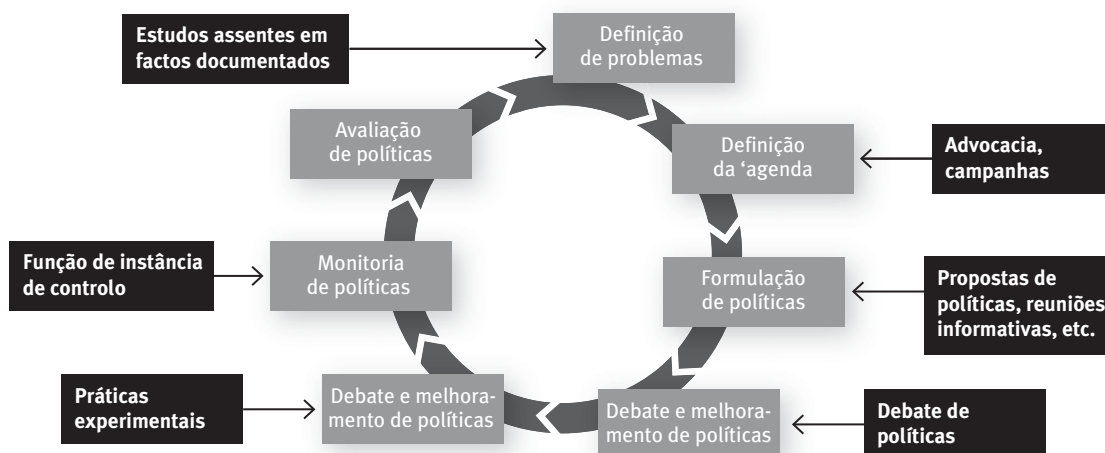 Estudos assentes em
factos documentados
Definição
de problemas
Avaliação
de políticas
Definição
da ‘agenda
Advocacia,
campanhas
Função de instância
de controlo
Monitoria
de políticas
Formulação
de políticas
Propostas de
políticas, reuniões
informativas, etc.
Práticas
experimentais
Debate e melhora-
mento de políticas
Debate e melhora-
mento de políticas
Debate de
políticas